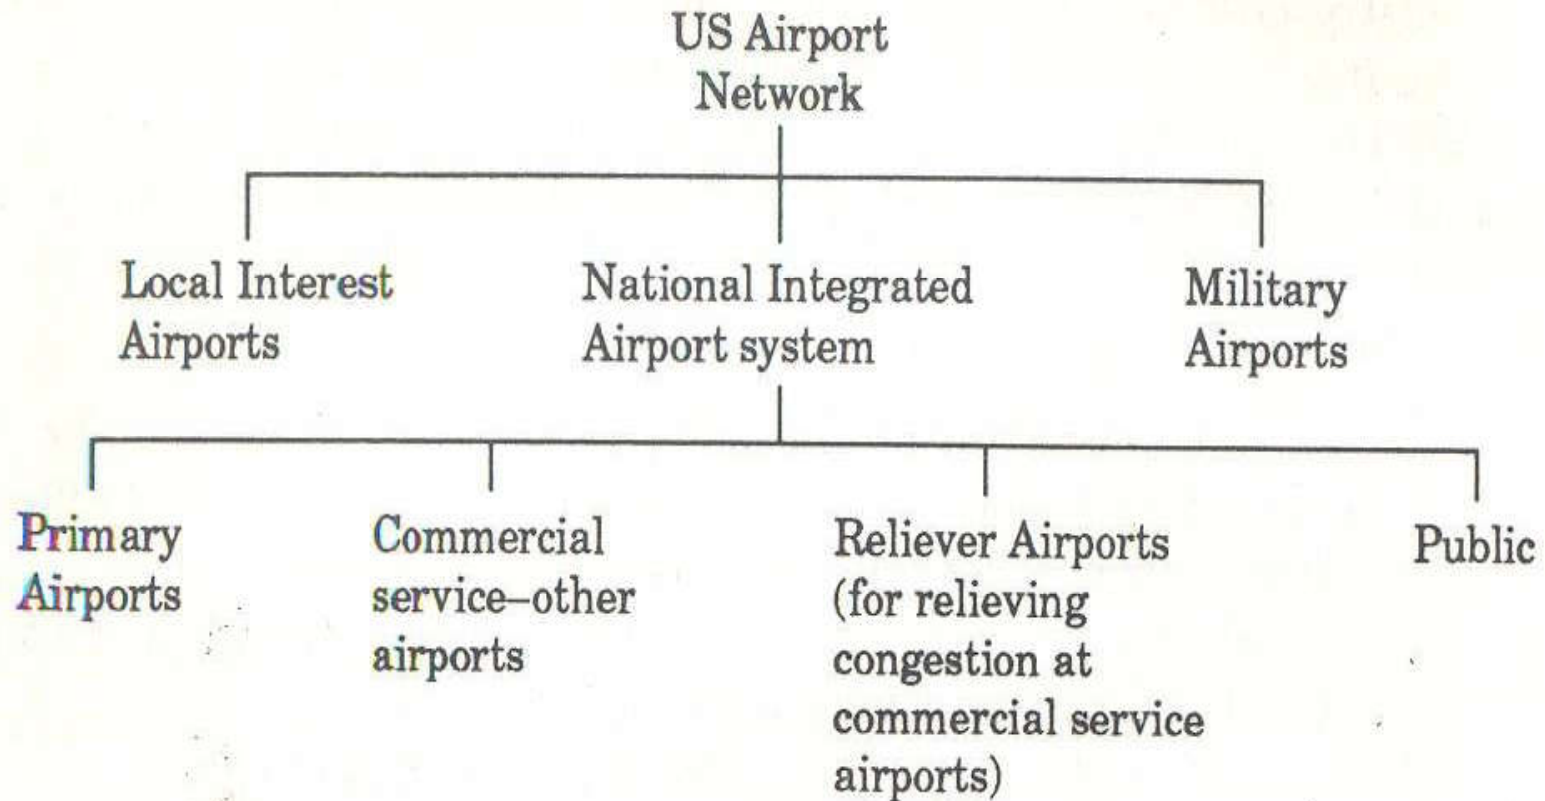 US Airport
Network
Local Interest
Airports
National Integrated
Airport system
Military
Airports
Primary
Airports
Commercial
service–other
airports
Reliever Airports
(for relieving
congestion at
commercial service
airports)
Public